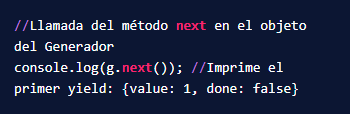 //Llamada del método next en el objeto
del Generador
console.log(g.next()); //Imprime el
primer yield: {value: 1, done: false}